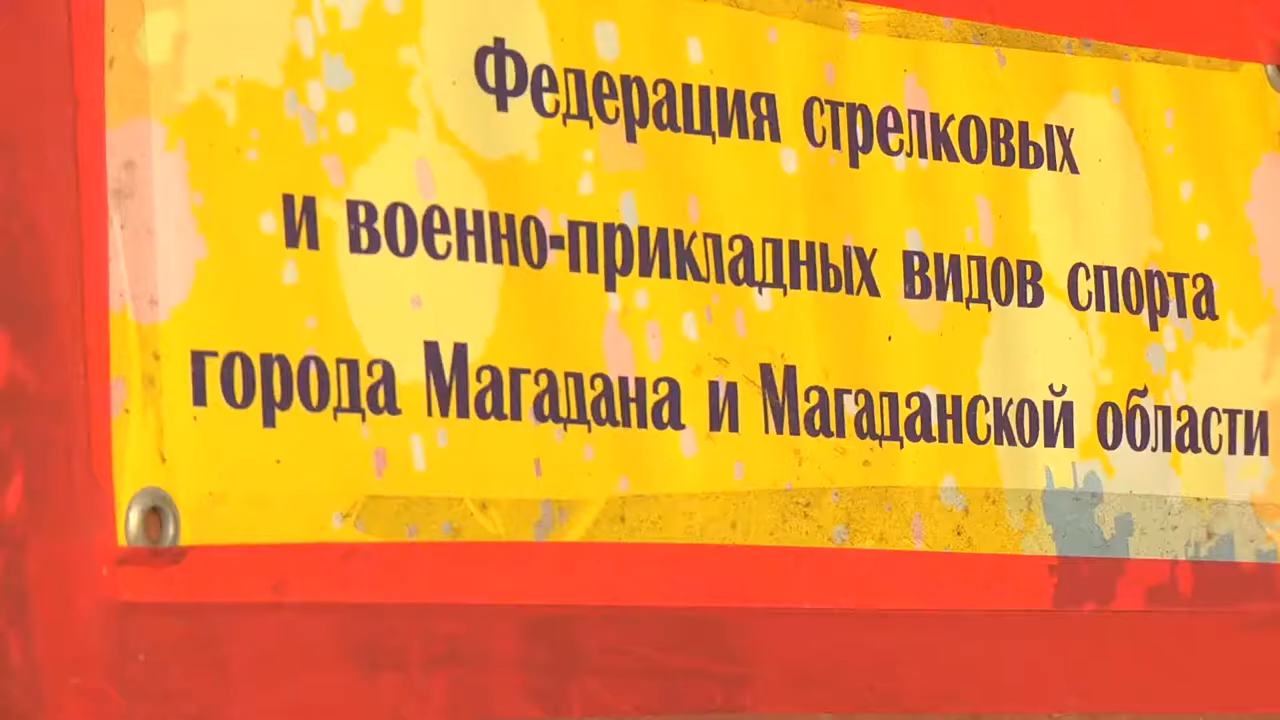 Федерация стрелковых
и военно-прикладных видов спорта
города Магадана и Магаданской области